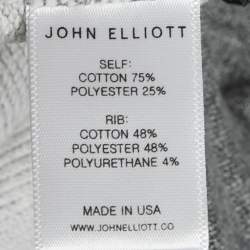 JOHN ELLIOTT
SELF:
COTTON 75%
POLYESTER 25%
RIB:
COTTON 48%
POLYESTER 48%
POLYURETHANE 4%
MADE IN USA
WWW.JOHNELLIOTT.CO